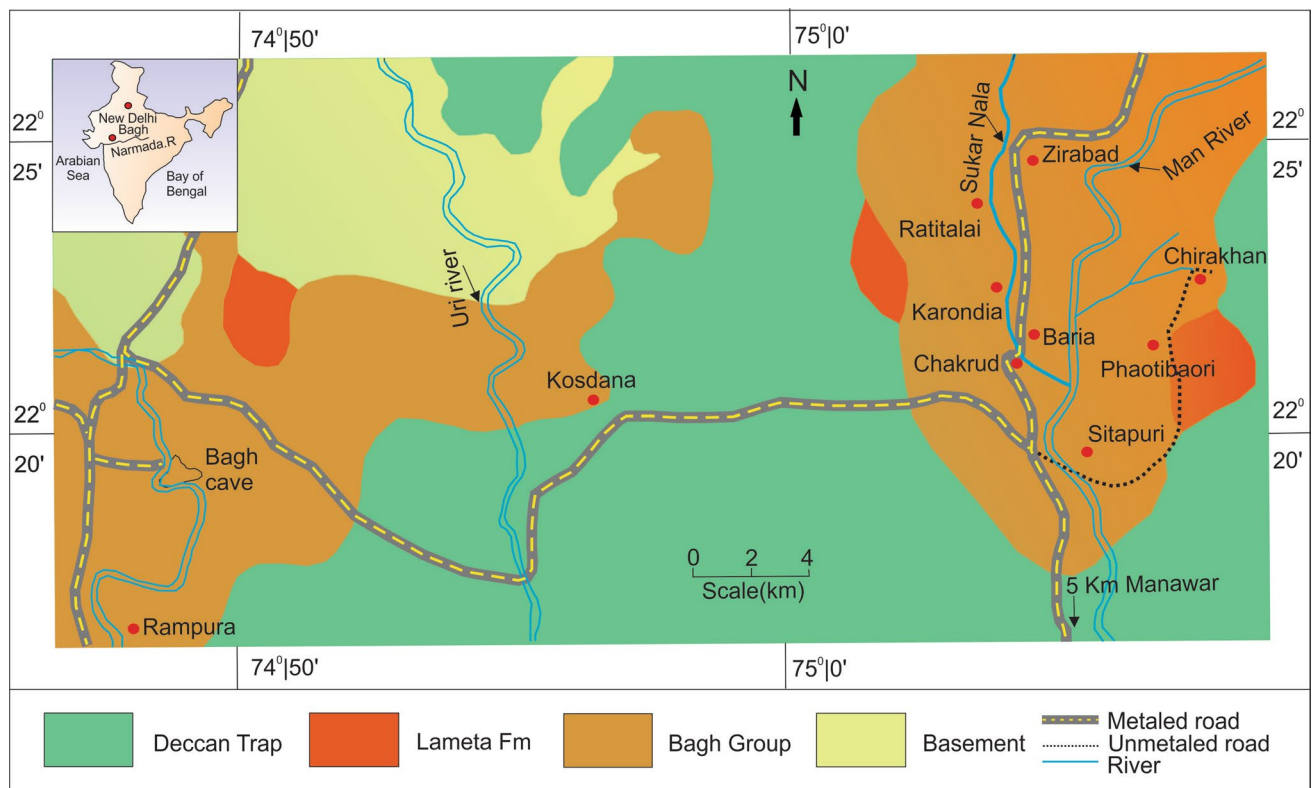 74⁰|50'
75⁰|0'
N
22⁰
25'
22⁰
25'
New Delhi
Bagh
Narmada.R
Arabian
Sea
Bay of
Bengal
Sukar Nala
Zirabad
Man River
Ratitalai
Chirakhan
Uri river
Karondia
Baria
Chakrud
Phaotibaori
Kosdana
22⁰
20'
22⁰
20'
Sitapuri
Bagh
cave
0 2 4
Scale(km)
5 Km Manawar
Rampura
74⁰|50'
75⁰|0'
Deccan Trap
Lameta Fm
Bagh Group
Basement
Metaled road
Unmetaled road
River